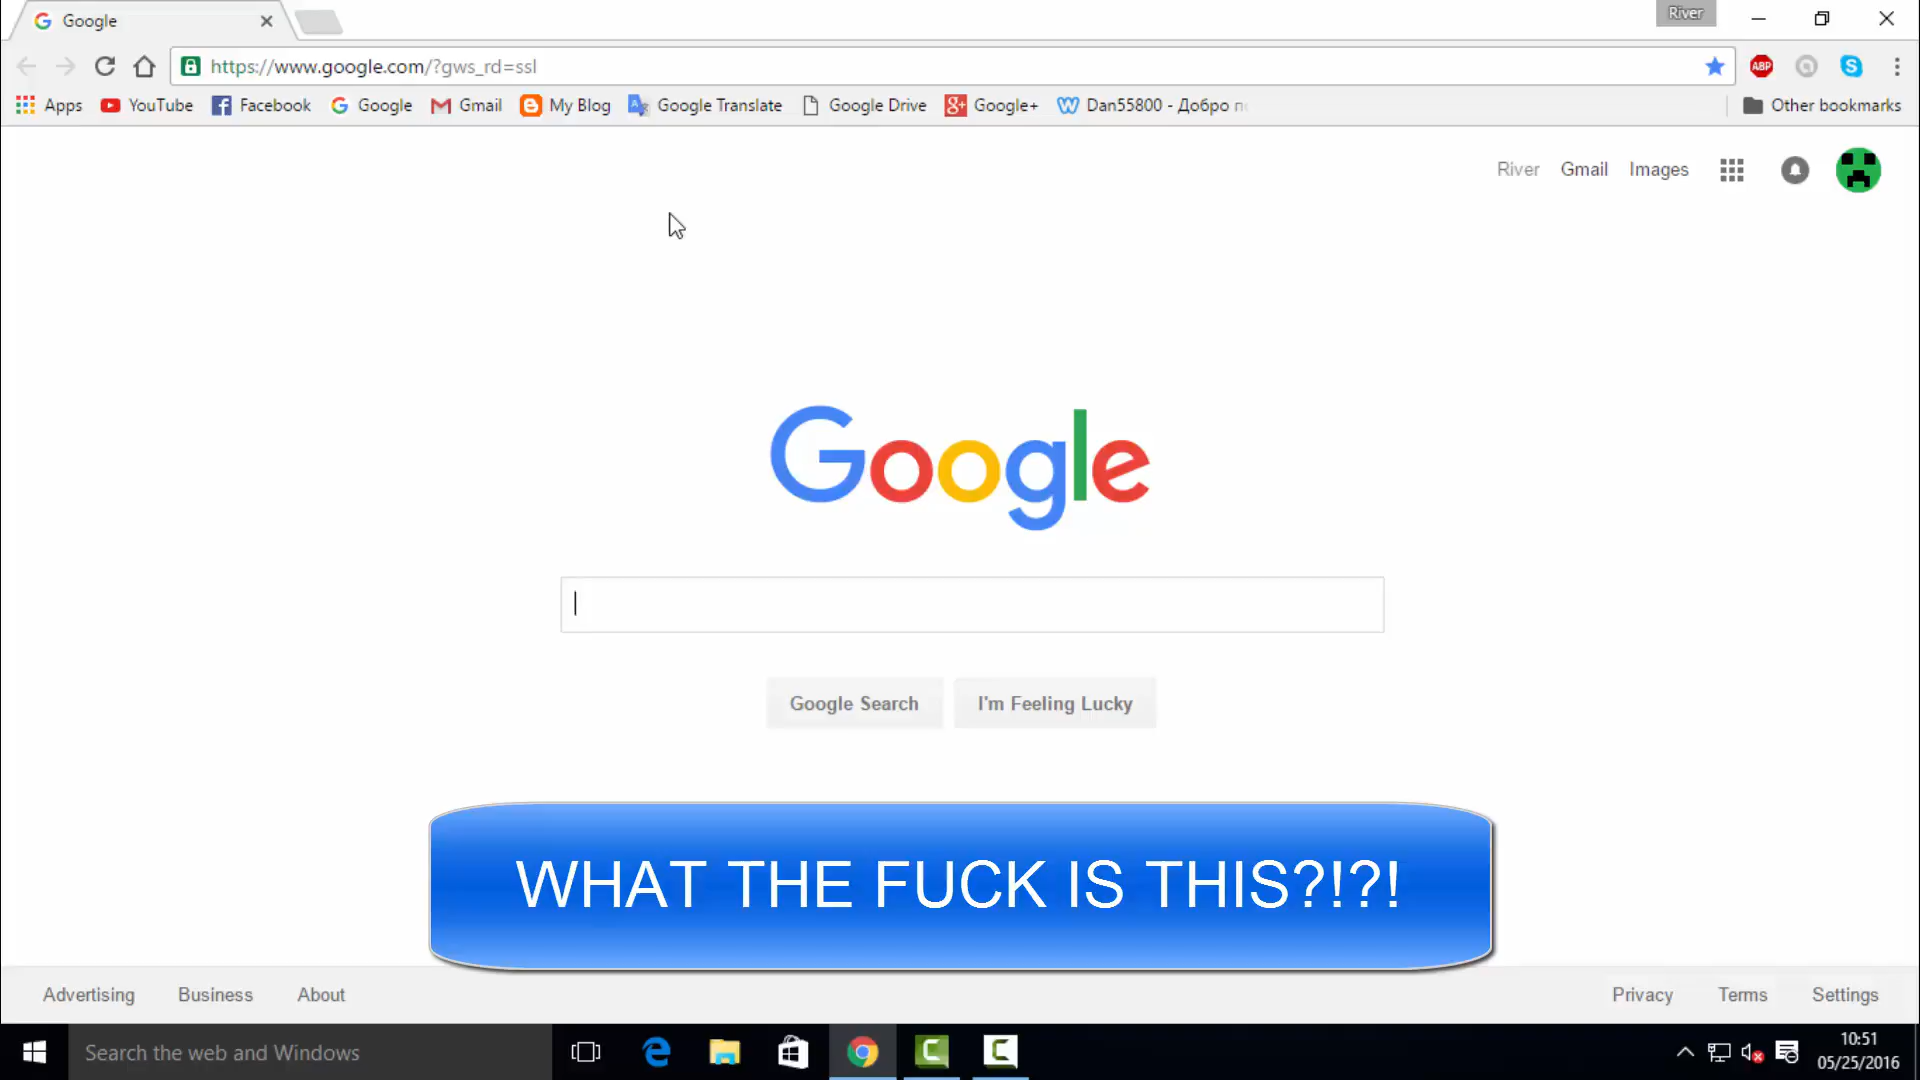 Google
River
https://www.google.com/?gws_rd=ssl
ABP
Apps YouTube Facebook Google Gmail My Blog Google Translate Google Drive Google+ Dan55800 - Добро Other bookmarks
River Gmail Images
Google
Google Search I'm Feeling Lucky
WHAT THE FUCK IS THIS?!?!
Advertising Business About Privacy Terms Settings
Search the web and Windows
10:51
05/25/2016